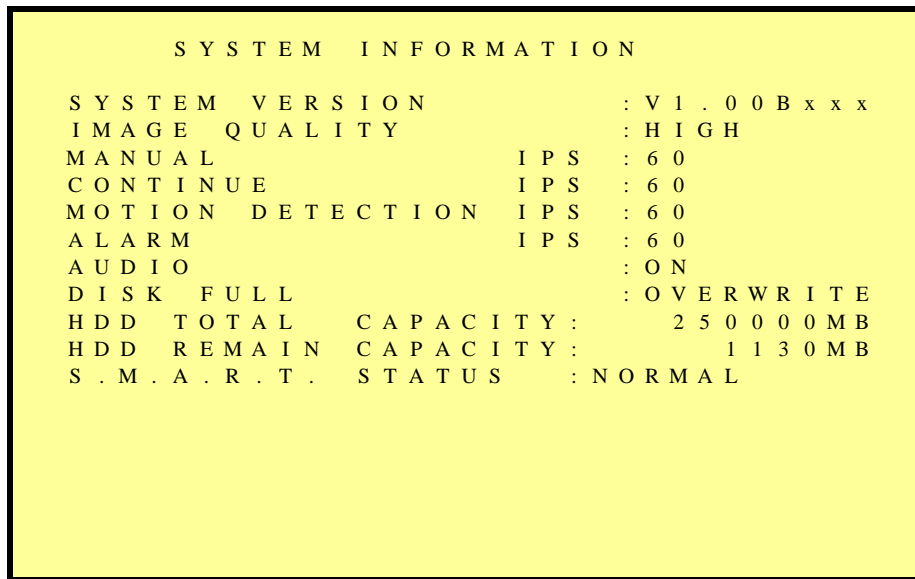 SYSTEM INFORMATION
SYSTEM VERSION :V1.00Bxxx
IMAGE QUALITY :HIGH
MANUAL IPS :60
CONTINUE IPS :60
MOTION DETECTION IPS :60
ALARM IPS :60
AUDIO :ON
DISK FULL :OVERWRITE
HDD TOTAL CAPACITY: 250000MB
HDD REMAIN CAPACITY: 1130MB
S.M.A.R.T. STATUS :NORMAL